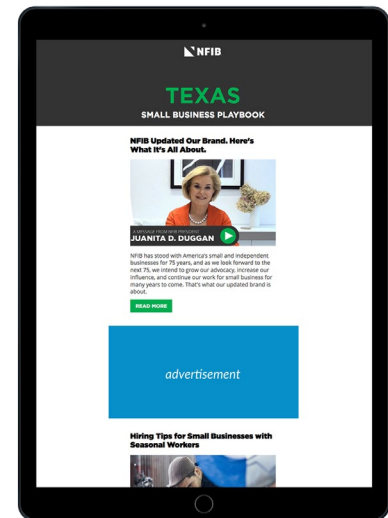 NFIB
TEXAS
SMALL BUSINESS PLAYBOOK
NFIB Updated Our Brand. Here's
What It's All About.
A MESSAGE FROM NFIB PRESIDENT
JUANITA D. DUGGAN
NFIB has stood with America's small and independent
businesses for 75 years, and as we look forward to the
next 75, we intend to grow our advocacy, increase our
influence, and continue our work for small business for
many years to come. That's what our updated brand is
about.
READ MORE
advertisement
Hiring Tips for Small Businesses with
Seasonal Workers